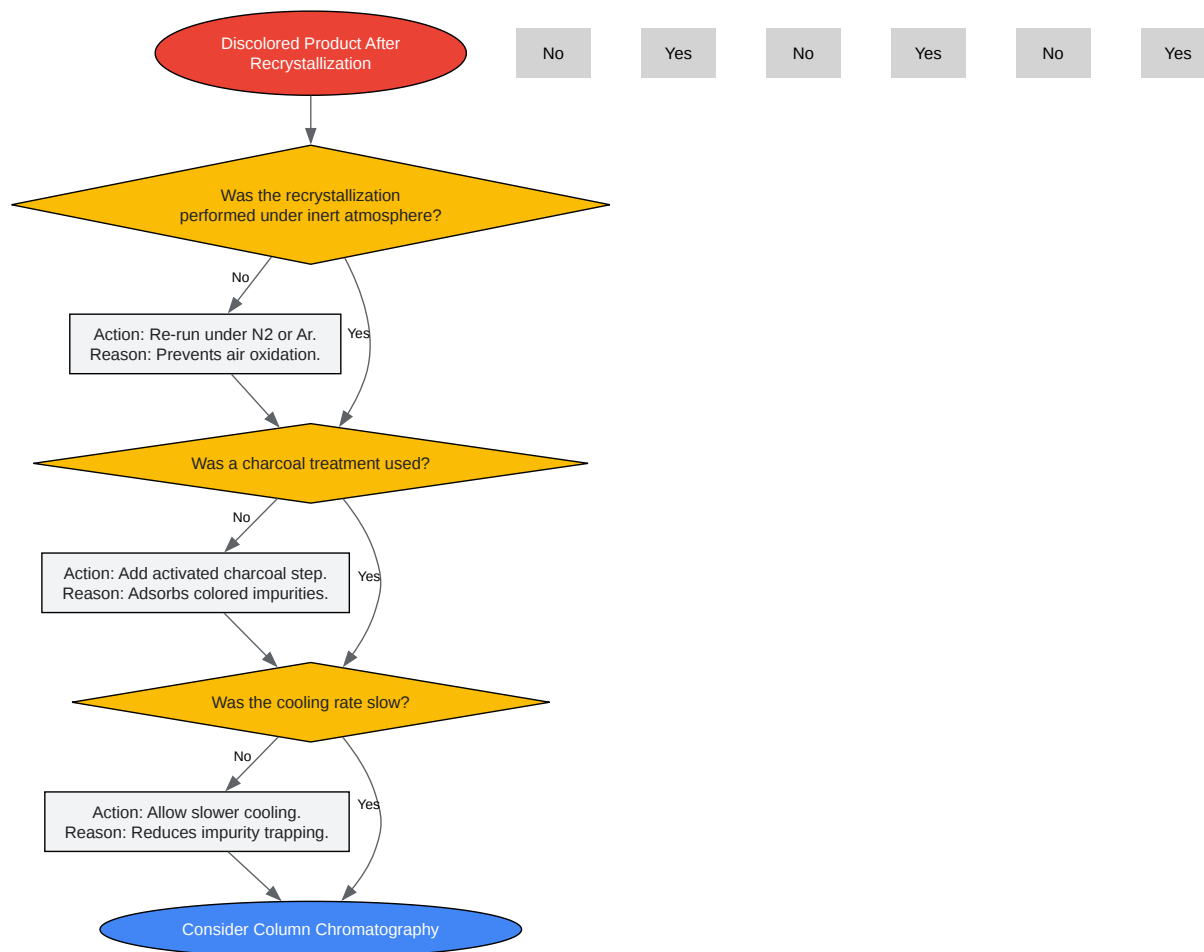 Discolored Product After
Recrystallization
No
Yes
No
Yes
No
Yes
Was the recrystallization
performed under inert atmosphere?
No
Yes
Action: Re-run under N2 or Ar.
Reason: Prevents air oxidation.
Was a charcoal treatment used?
No
Yes
Action: Add activated charcoal step.
Reason: Adsorbs colored impurities.
Was the cooling rate slow?
No
Yes
Action: Allow slower cooling.
Reason: Reduces impurity trapping.
Consider Column Chromatography